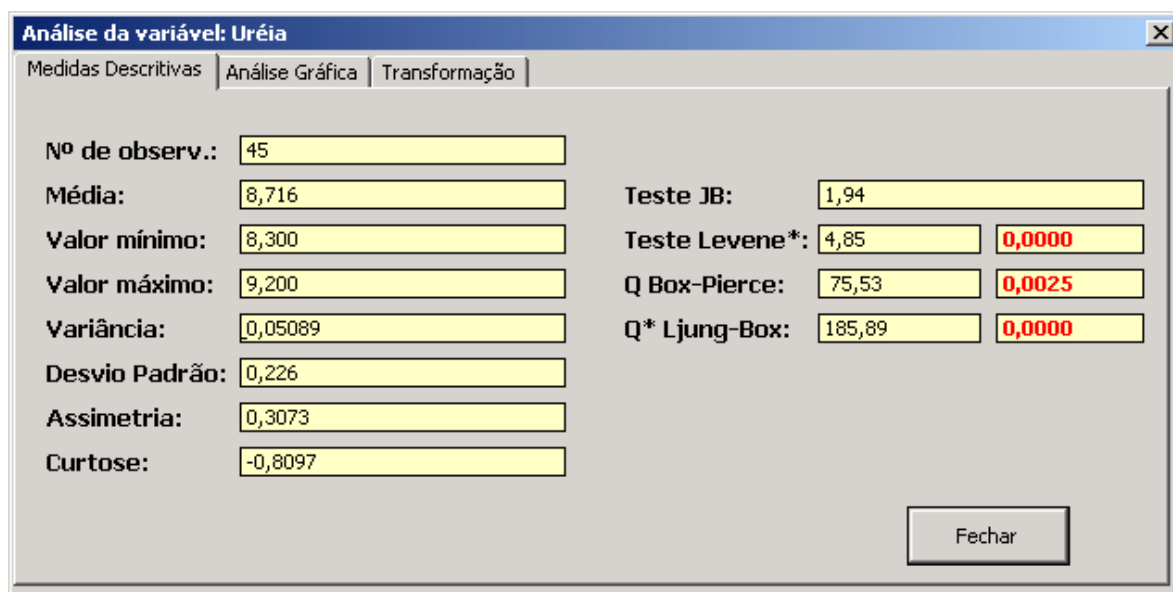 Análise da variável: Uréia
Medidas Descritivas Análise Gráfica Transformação
Nº de observ.: 45
Média: 8,716 Teste JB: 1,94
Valor mínimo: 8,300 Teste Levene*: 4,85 0,0000
Valor máximo: 9,200 Q Box-Pierce: 75,53 0,0025
Variância: 0,05089 Q* Ljung-Box: 185,89 0,0000
Desvio Padrão: 0,226
Assimetria: 0,3073
Curtose: -0,8097
Fechar